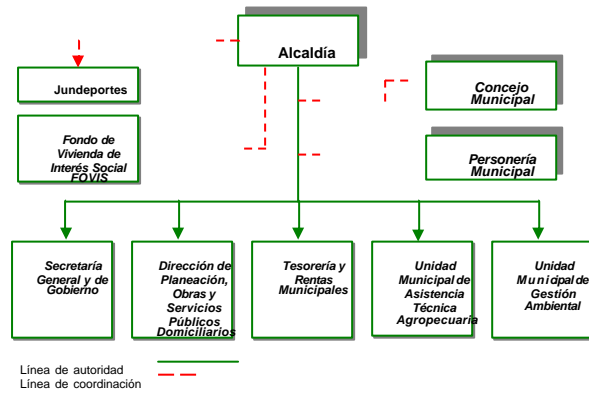 Alcaldía
Jundeportes
Concejo
Municipal
Fondo de
Vivienda de
Interés Social
FOVIS
Personería
Municipal
Secretaría
General y de
Gobierno
Dirección de
Planeación,
Obras y
Servicios
Públicos
Domiciliarios
Tesorería y
Rentas
Municipales
Unidad
Municipal de
Asistencia
Técnica
Agropecuaria
Unidad
Municipal de
Gestión
Ambiental
Línea de autoridad
Línea de coordinación